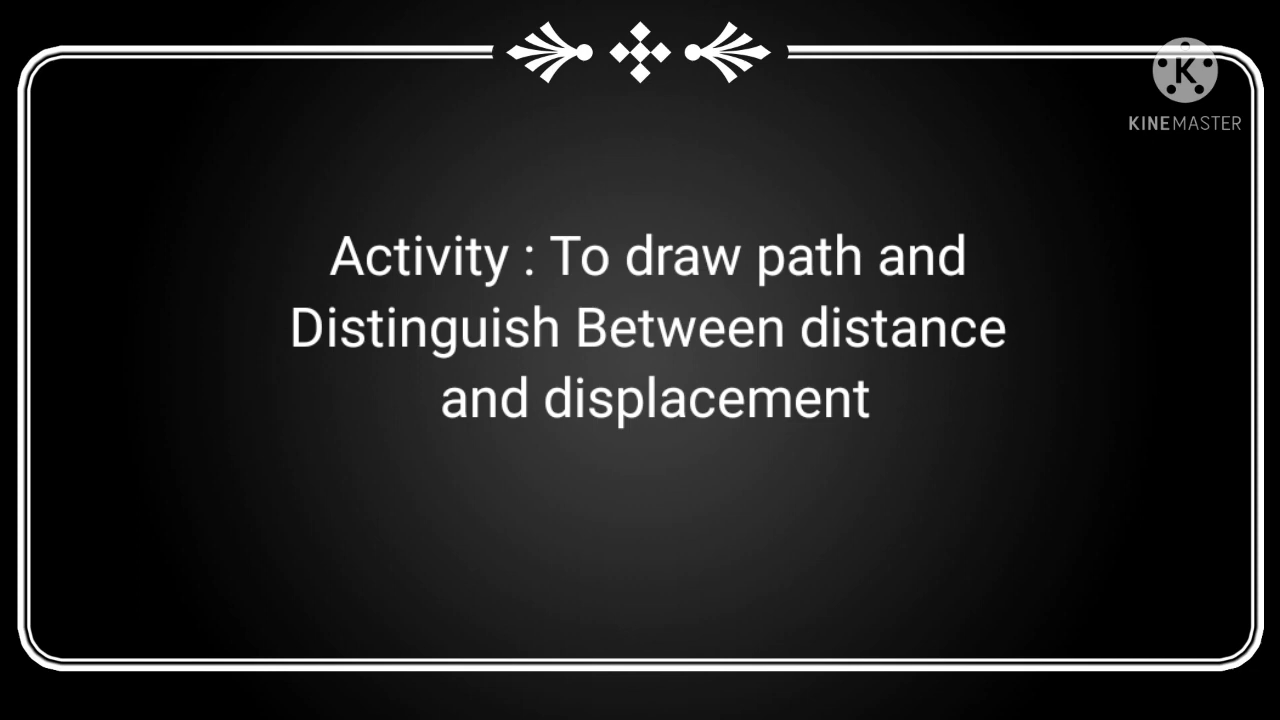 K
KINEMASTER
Activity : To draw path and
Distinguish Between distance
and displacement